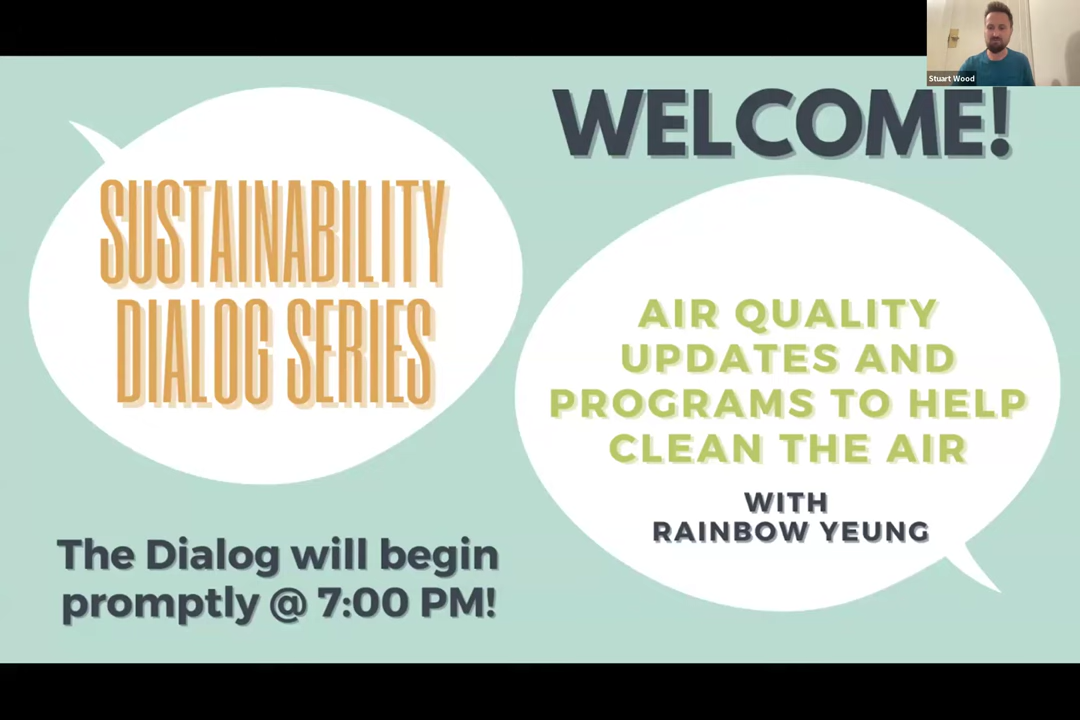 Stuart Wood
WELCOME!
SUSTAINABILITY
DIALOG SERIES
AIR QUALITY
UPDATES AND
PROGRAMS TO HELP
CLEAN THE AIR
WITH
RAINBOW YEUNG
The Dialog will begin
promptly @ 7:00 PM!